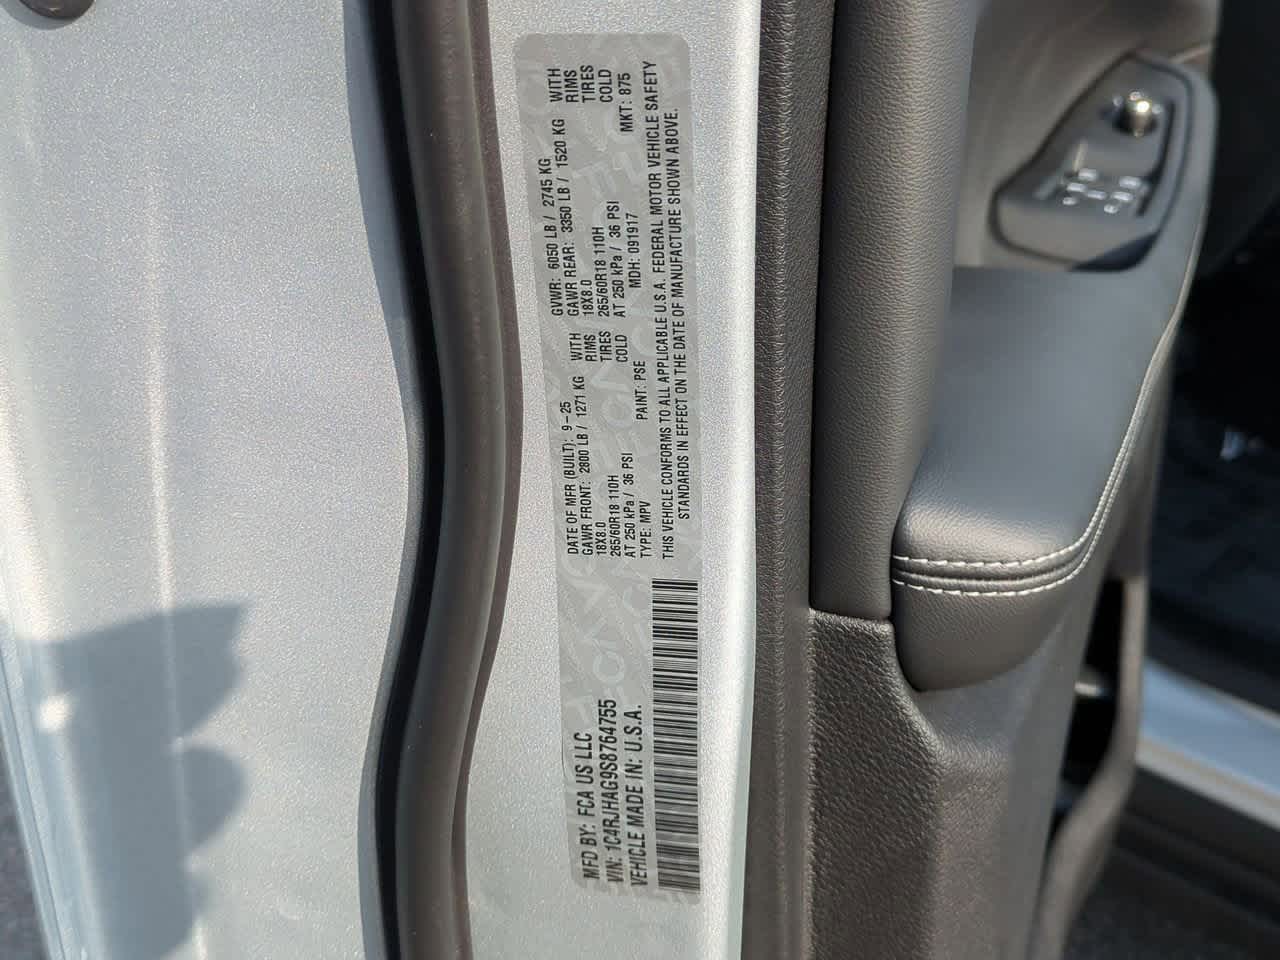 MFD BY: FCA US LLC
VIN: 1C4RJHAG9S8764755
VEHICLE MADE IN: U.S.A.
DATE OF MFR (BUILT): 9-25 GVWR: 6050 LB / 2745 KG
GAWR FRONT: 2800 LB / 1271 KG WITH GAWR REAR: 3350 LB / 1520 KG WITH
18X8.0 RIMS 18X8.0 RIMS
265/60R18 110H TIRES 265/60R18 110H TIRES
AT 250 kPa / 36 PSI COLD AT 250 kPa / 36 PSI COLD
TYPE: MPV PAINT: PSE MDH: 091917 MKT: 875
THIS VEHICLE CONFORMS TO ALL APPLICABLE U.S.A. FEDERAL MOTOR VEHICLE SAFETY
STANDARDS IN EFFECT ON THE DATE OF MANUFACTURE SHOWN ABOVE.